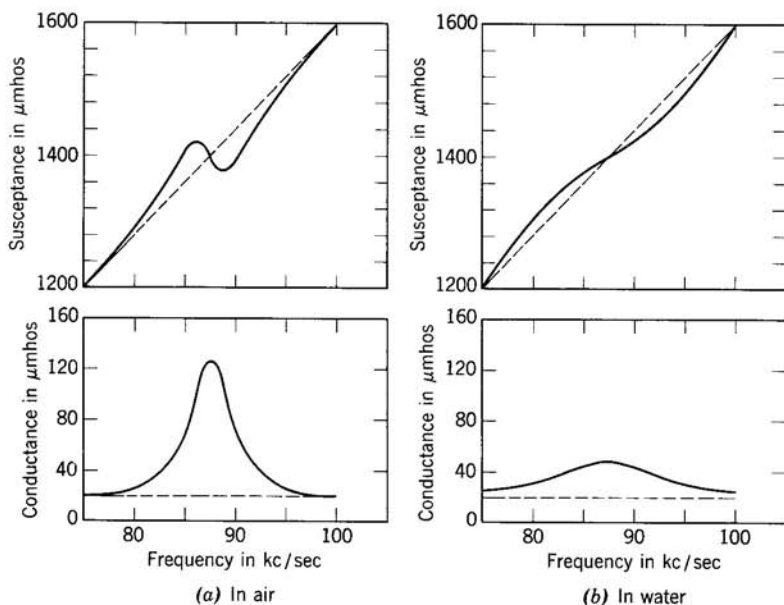 Susceptance in μmhos
1600
1400
1200
Conductance in μmhos
160
120
80
40
0
80 90 100
Frequency in kc/sec
(a) In air
Susceptance in μmhos
1600
1400
1200
Conductance in μmhos
160
120
80
40
0
80 90 100
Frequency in kc/sec
(b) In water